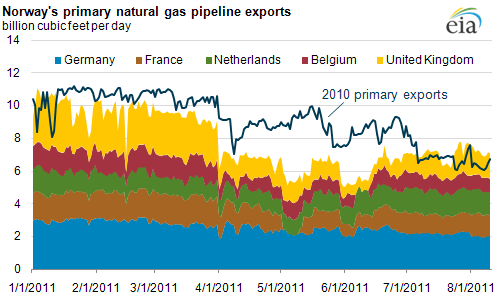 Norway's primary natural gas pipeline exports
billion cubic feet per day
eia
Germany France Netherlands Belgium United Kingdom
14
12
10
8
6
4
2
0
2010 primary exports
1/1/2011 2/1/2011 3/1/2011 4/1/2011 5/1/2011 6/1/2011 7/1/2011 8/1/2011